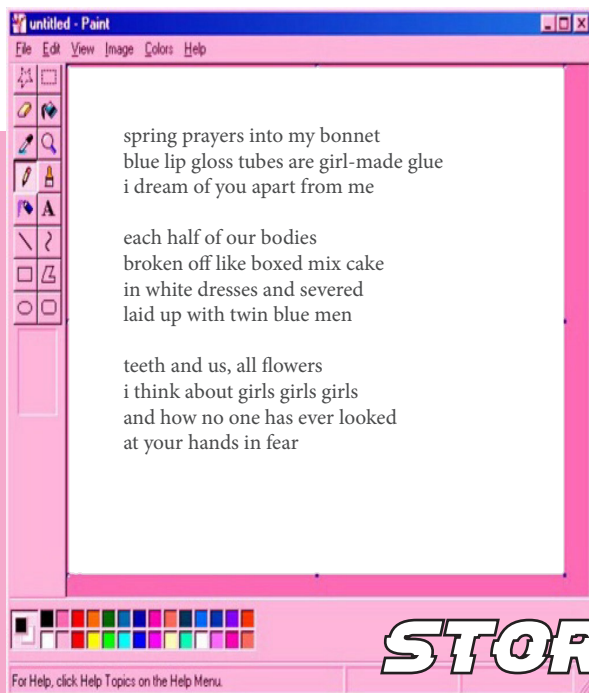 untitled - Paint
File Edit View Image Colors Help
A
spring prayers into my bonnet
blue lip gloss tubes are girl-made glue
i dream of you apart from me
each half of our bodies
broken off like boxed mix cake
in white dresses and severed
laid up with twin blue men
teeth and us, all flowers
i think about girls girls girls
and how no one has ever looked
at your hands in fear
STOR
For Help, click Help Topics on the Help Menu.